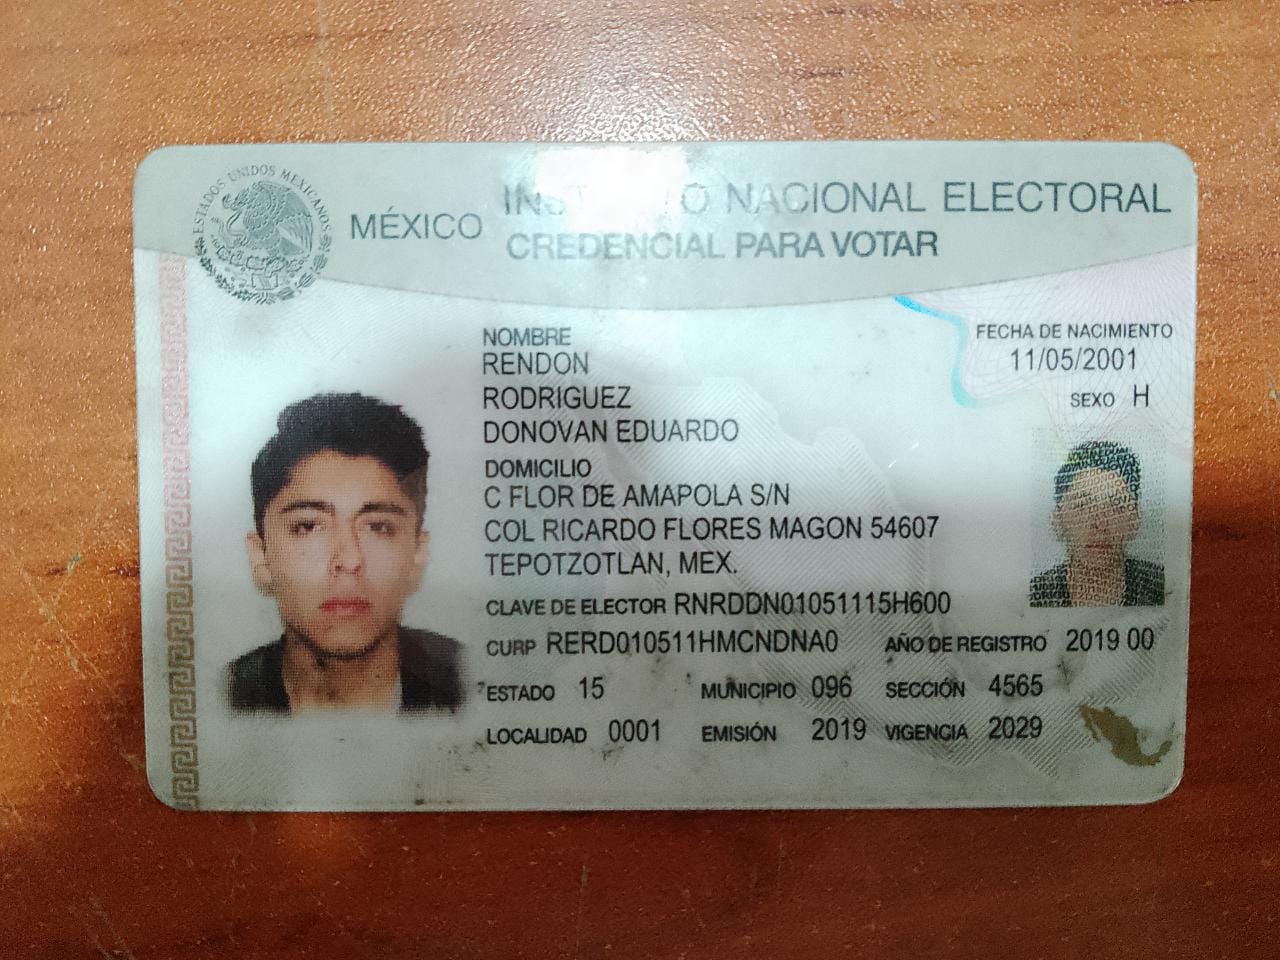 ESTADOS UNIDOS MEXICANOS
MÉXICO
NACIONAL ELECTORAL
CREDENCIAL PARA VOTAR
NOMBRE
RENDON
RODRIGUEZ
DONOVAN EDUARDO
DOMICILIO
C FLOR DE AMAPOLA S/N
COL RICARDO FLORES MAGON 54607
TEPOTZOTLAN, MEX.
FECHA DE NACIMIENTO
11/05/2001
SEXO H
CLAVE DE ELECTOR RNRDDN01051115H600
CURP RERD010511HMCNDNA0 AÑO DE REGISTRO 2019 00
ESTADO 15 MUNICIPIO 096 SECCIÓN 4565
LOCALIDAD 0001 EMISIÓN 2019 VIGENCIA 2029